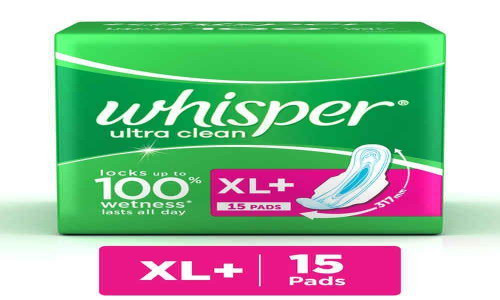 whisper®
ultra clean
locks up to
100%
wetness*
lasts all day
XL+
15 PADS
317mm
XL+ | 15
Pads